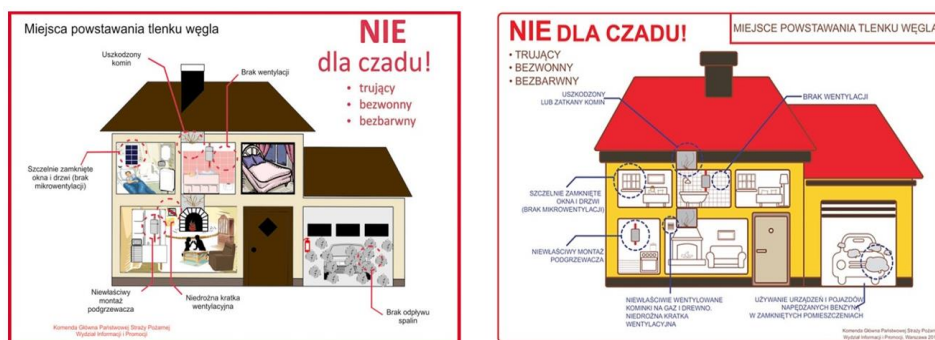 Miejsca powstawania tlenku węgla
NIE
dla czadu!
• trujący
• bezwonny
• bezbarwny
Uszkodzony
komin
Brak wentylacji
Szczelnie zamknięte
okna i drzwi (brak
mikrowentylacji)
Niewłaściwy
montaż
podgrzewacza
Niedrożna kratka
wentylacyjna
Brak odpływu
spalin
Komenda Główna Państwowej Straży Pożarnej
Wydział Informacji i Promocji
NIE DLA CZADU!
MIEJSCE POWSTAWANIA TLENKU WĘGLA
• TRUJĄCY
• BEZWONNY
• BEZBARWNY
USZKODZONY
LUB ZATKANY KOMIN
BRAK WENTYLACJI
SZCZELNIE ZAMKNIĘTE
OKNA I DRZWI
(BRAK MIKROWENTYLACJI)
NIEWŁAŚCIWY MONTAŻ
PODGRZEWACZA
NIEWŁAŚCIWIE WENTYLOWANE
KOMINKI NA GAZ I DREWNO.
NIEDROŻNA KRATKA
WENTYLACYJNA
UŻYWANIE URZĄDZEŃ I POJAZDÓW
NAPĘDZANYCH BENZYNĄ
W ZAMKNIĘTYCH POMIESZCZENIACH
Komenda Główna Państwowej Straży
Wydział Informacji i Promocji, Warszawa